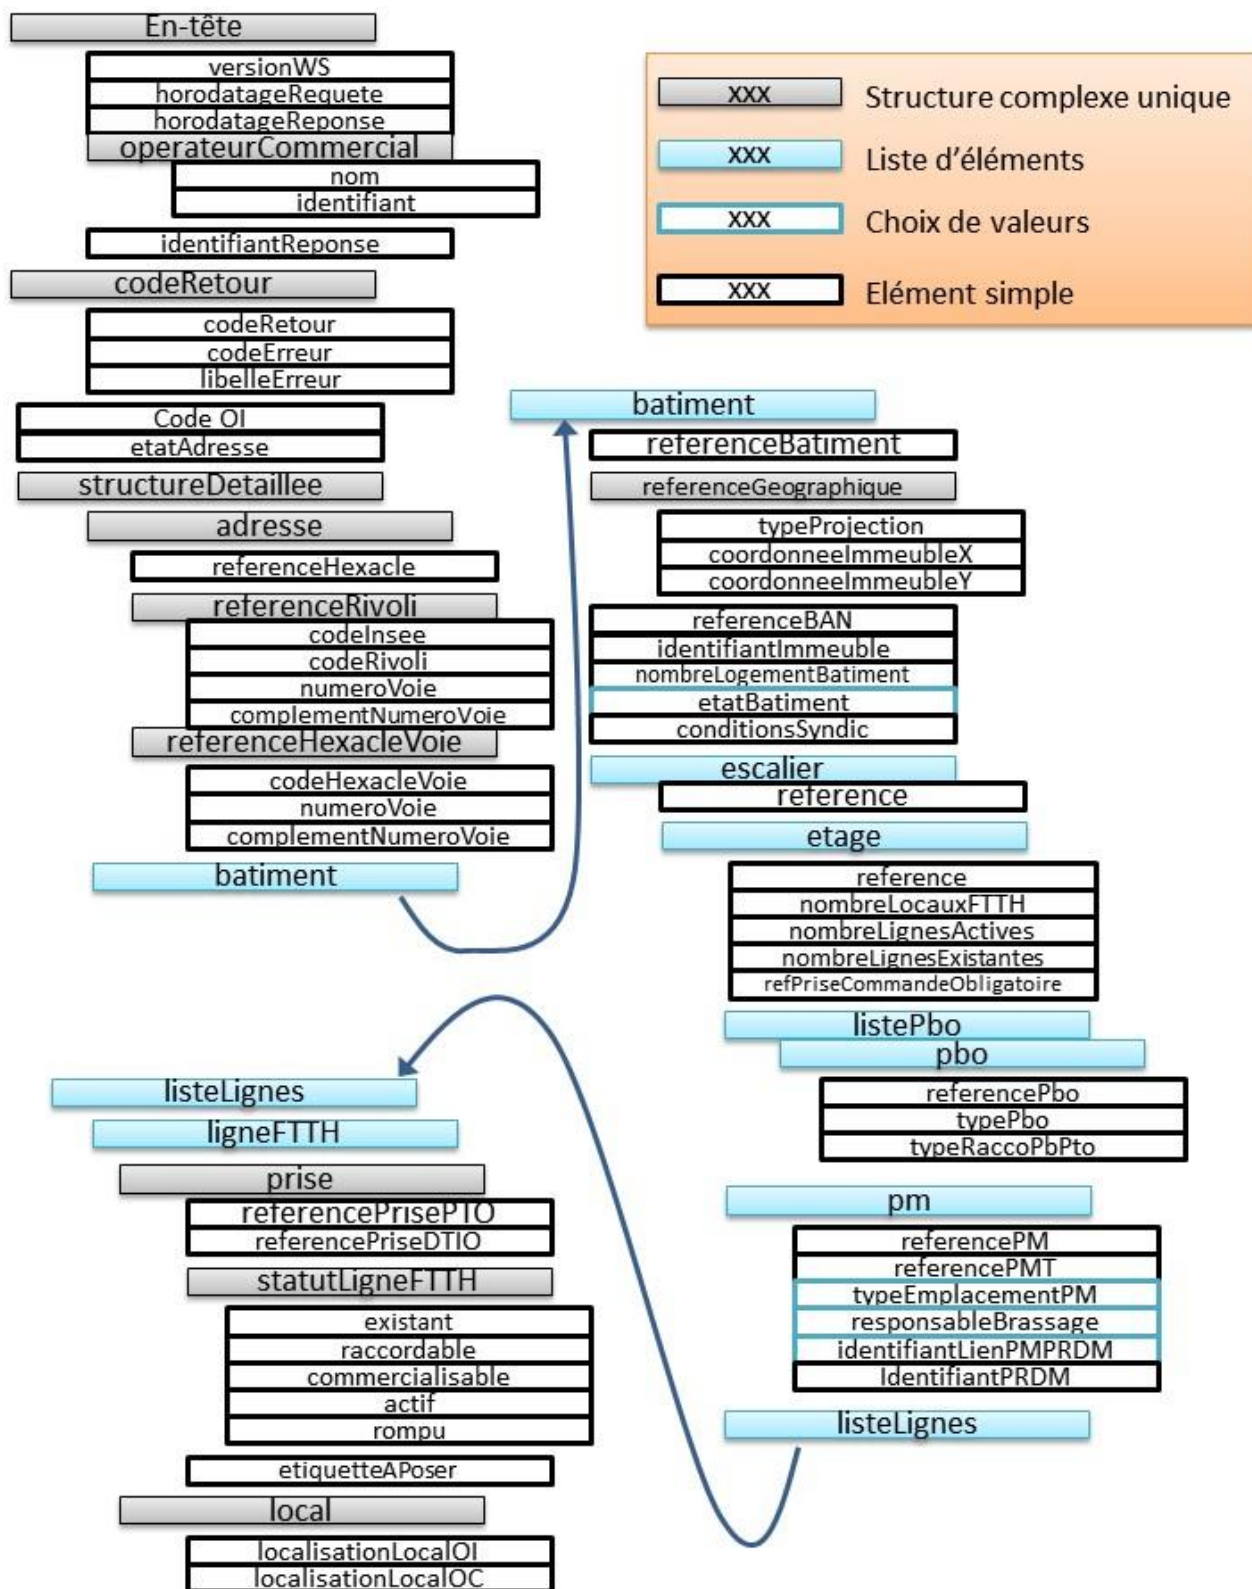 En-tête
versionWS
horodatageRequete
horodatageReponse
operateurCommercial
nom
identifiant
identifiantReponse
codeRetour
codeRetour
codeErreur
libelleErreur
Code OI
etatAdresse
structureDetaillee
adresse
referenceHexacle
referenceRivoli
codeInsee
codeRivoli
numeroVoie
complementNumeroVoie
referenceHexacleVoie
codeHexacleVoie
numeroVoie
complementNumeroVoie
batiment
xxx Structure complexe unique
xxx Liste d'éléments
xxx Choix de valeurs
xxx Elément simple
batiment
referenceBatiment
referenceGeographique
typeProjection
coordonneeImmeubleX
coordonneeImmeubleY
referenceBAN
identifiantImmeuble
nombreLogementBatiment
etatBatiment
conditionsSyndic
escalier
reference
etage
reference
nombreLocauxFTTH
nombreLignesActives
nombreLignesExistantes
refPriseCommandeObligatoire
listePbo
pbo
referencePbo
typePbo
typeRaccoPbPto
pm
referencePM
referencePMT
typeEmplacementPM
responsableBrassage
identifiantLienPMPRDM
IdentifiantPRDM
listeLignes
listeLignes
ligneFTTH
prise
referencePrisePTO
referencePriseDTIO
statutLigneFTTH
existant
raccordable
commercialisable
actif
rompu
etiquetteAPoser
local
localisationLocalOI
localisationLocalOC